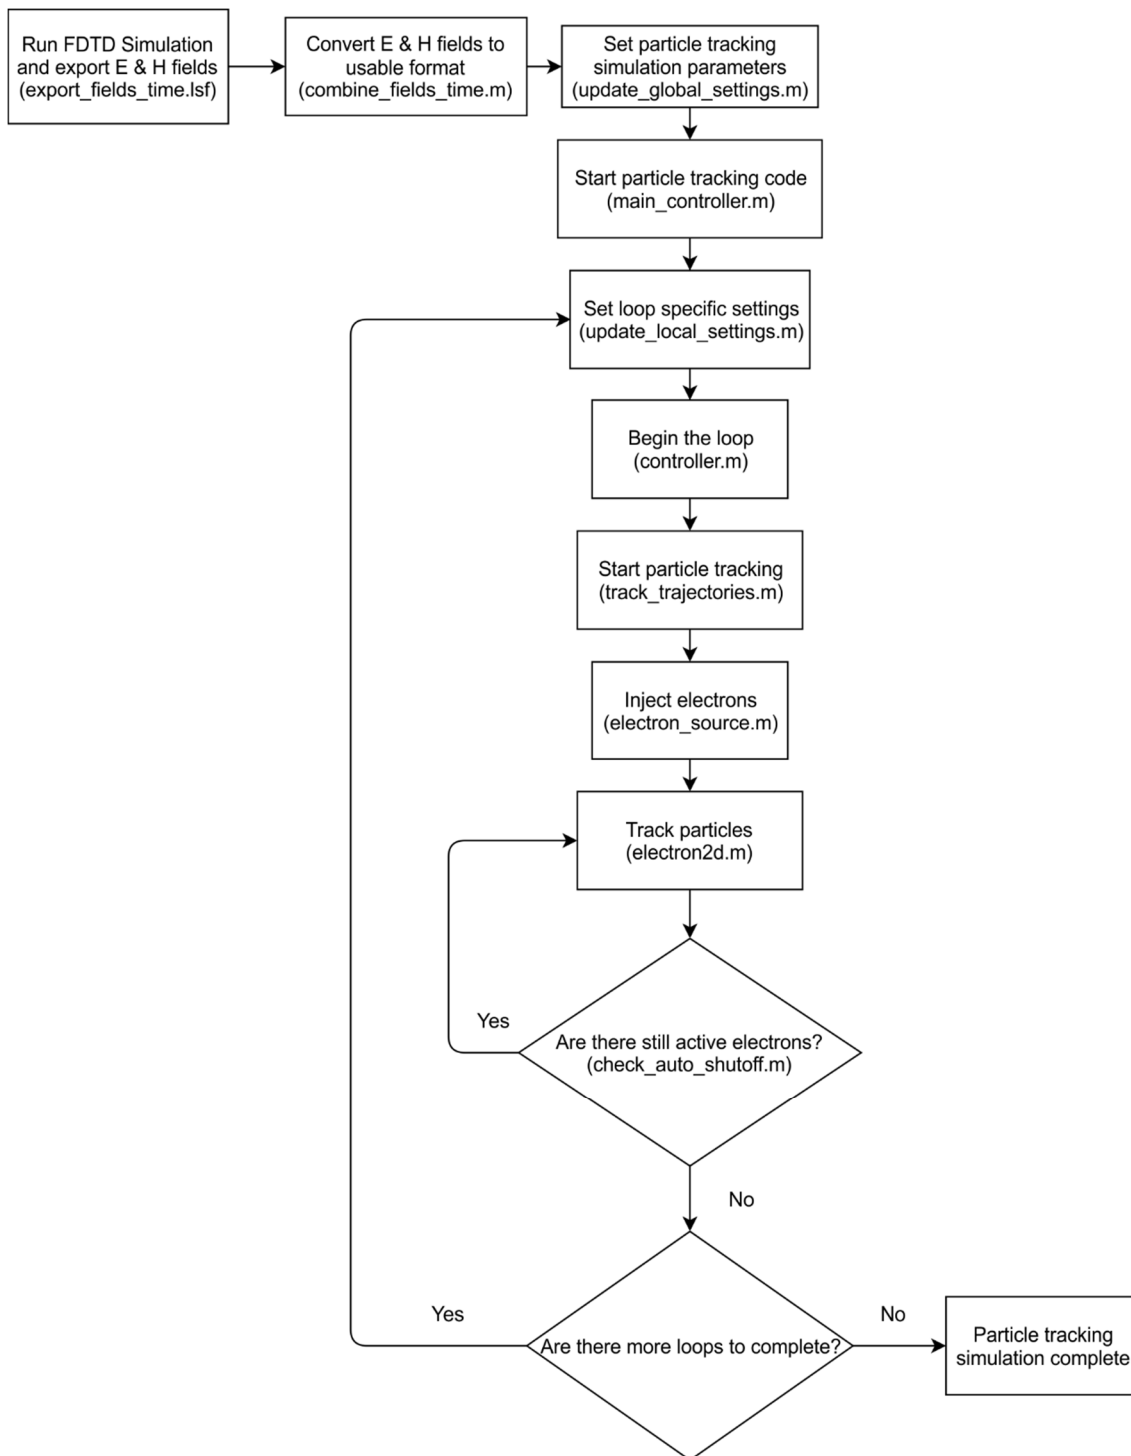 Run FDTD Simulation
and export E & H fields
(export_fields_time.lsf)
Convert E & H fields to
usable format
(combine_fields_time.m)
Set particle tracking
simulation parameters
(update_global_settings.m)
Start particle tracking code
(main_controller.m)
Set loop specific settings
(update_local_settings.m)
Begin the loop
(controller.m)
Start particle tracking
(track_trajectories.m)
Inject electrons
(electron_source.m)
Track particles
(electron2d.m)
Yes
Are there still active electrons?
(check_auto_shutoff.m)
No
Yes
Are there more loops to complete?
No
Particle tracking
simulation complete